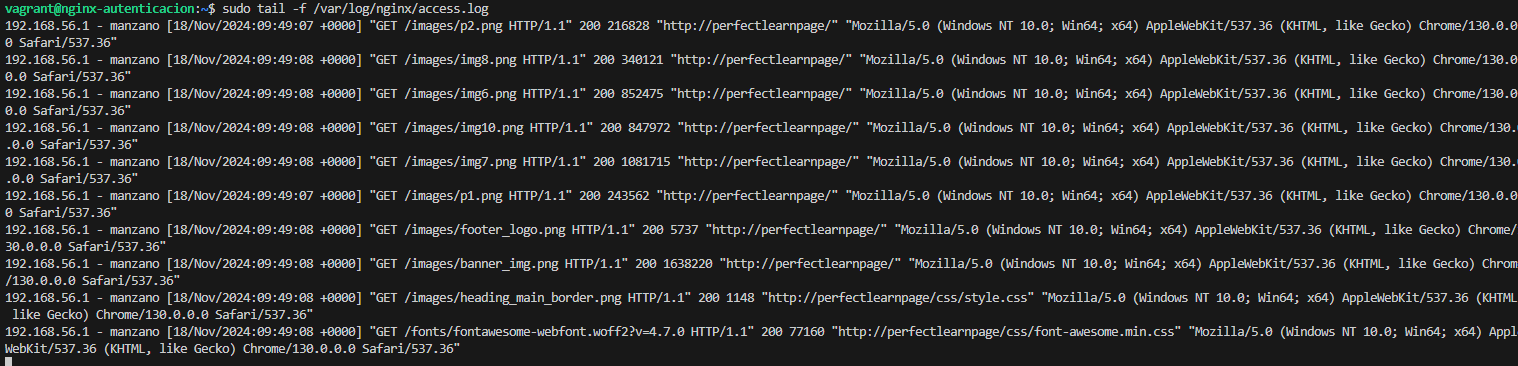 vagrant@nginx-autenticacion:~$ sudo tail -f /var/log/nginx/access.log
192.168.56.1 - manzano [18/Nov/2024:09:49:07 +0000] "GET /images/p2.png HTTP/1.1" 200 216828 "http://perfectlearnpage/" "Mozilla/5.0 (Windows NT 10.0; Win64; x64) AppleWebKit/537.36 (KHTML, like Gecko) Chrome/130.0.0
0 Safari/537.36"
192.168.56.1 - manzano [18/Nov/2024:09:49:08 +0000] "GET /images/img8.png HTTP/1.1" 200 340121 "http://perfectlearnpage/" "Mozilla/5.0 (Windows NT 10.0; Win64; x64) AppleWebKit/537.36 (KHTML, like Gecko) Chrome/130.0
0.0 Safari/537.36"
192.168.56.1 - manzano [18/Nov/2024:09:49:08 +0000] "GET /images/img6.png HTTP/1.1" 200 852475 "http://perfectlearnpage/" "Mozilla/5.0 (Windows NT 10.0; Win64; x64) AppleWebKit/537.36 (KHTML, like Gecko) Chrome/130.0
0.0 Safari/537.36"
192.168.56.1 - manzano [18/Nov/2024:09:49:08 +0000] "GET /images/img10.png HTTP/1.1" 200 847972 "http://perfectlearnpage/" "Mozilla/5.0 (Windows NT 10.0; Win64; x64) AppleWebKit/537.36 (KHTML, like Gecko) Chrome/130.
.0.0 Safari/537.36"
192.168.56.1 - manzano [18/Nov/2024:09:49:08 +0000] "GET /images/img7.png HTTP/1.1" 200 1081715 "http://perfectlearnpage/" "Mozilla/5.0 (Windows NT 10.0; Win64; x64) AppleWebKit/537.36 (KHTML, like Gecko) Chrome/130.
.0.0 Safari/537.36"
192.168.56.1 - manzano [18/Nov/2024:09:49:07 +0000] "GET /images/p1.png HTTP/1.1" 200 243562 "http://perfectlearnpage/" "Mozilla/5.0 (Windows NT 10.0; Win64; x64) AppleWebKit/537.36 (KHTML, like Gecko) Chrome/130.0.0
0 Safari/537.36"
192.168.56.1 - manzano [18/Nov/2024:09:49:08 +0000] "GET /images/footer_logo.png HTTP/1.1" 200 5737 "http://perfectlearnpage/" "Mozilla/5.0 (Windows NT 10.0; Win64; x64) AppleWebKit/537.36 (KHTML, like Gecko) Chrome/
30.0.0.0 Safari/537.36"
192.168.56.1 - manzano [18/Nov/2024:09:49:08 +0000] "GET /images/banner_img.png HTTP/1.1" 200 1638220 "http://perfectlearnpage/" "Mozilla/5.0 (Windows NT 10.0; Win64; x64) AppleWebKit/537.36 (KHTML, like Gecko) Chrom
/130.0.0.0 Safari/537.36"
192.168.56.1 - manzano [18/Nov/2024:09:49:08 +0000] "GET /images/heading_main_border.png HTTP/1.1" 200 1148 "http://perfectlearnpage/css/style.css" "Mozilla/5.0 (Windows NT 10.0; Win64; x64) AppleWebKit/537.36 (KHTML
 like Gecko) Chrome/130.0.0.0 Safari/537.36"
192.168.56.1 - manzano [18/Nov/2024:09:49:08 +0000] "GET /fonts/fontawesome-webfont.woff2?v=4.7.0 HTTP/1.1" 200 77160 "http://perfectlearnpage/css/font-awesome.min.css" "Mozilla/5.0 (Windows NT 10.0; Win64; x64) Appl
WebKit/537.36 (KHTML, like Gecko) Chrome/130.0.0.0 Safari/537.36"